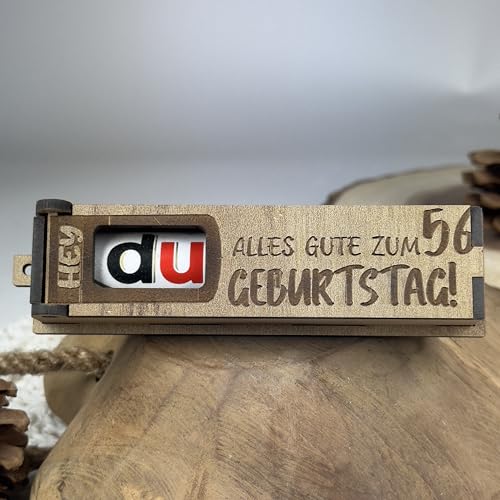 HEY
du
ALLES GUTE ZUM 56
GEBURTSTAG!